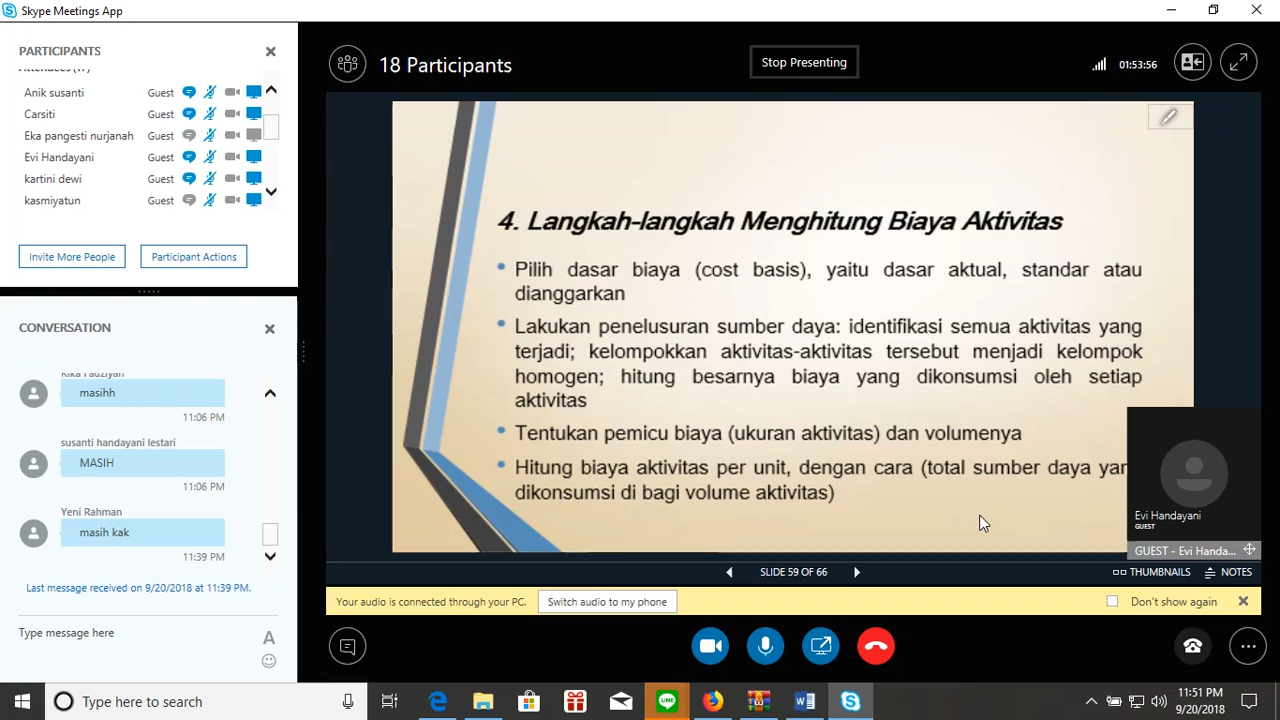 Skype Meetings App
PARTICIPANTS
Anik susanti Guest
Carsiti Guest
Eka pangesti nurjanah Guest
Evi Handayani Guest
kartini dewi Guest
kasmiyatun Guest
Invite More People
Participant Actions
CONVERSATION
masihh
11:06 PM
susanti handayani lestari
MASIH
11:06 PM
Yeni Rahman
masih kak
11:39 PM
Last message received on 9/20/2018 at 11:39 PM.
Type message here
A
18 Participants
Stop Presenting
01:53:56
4. Langkah-langkah Menghitung Biaya Aktivitas
• Pilih dasar biaya (cost basis), yaitu dasar aktual, standar atau
dianggarkan
• Lakukan penelusuran sumber daya: identifikasi semua aktivitas yang
terjadi; kelompokkan aktivitas-aktivitas tersebut menjadi kelompok
homogen; hitung besarnya biaya yang dikonsumsi oleh setiap
aktivitas
• Tentukan pemicu biaya (ukuran aktivitas) dan volumenya
• Hitung biaya aktivitas per unit, dengan cara (total sumber daya
dikonsumsi di bagi volume aktivitas)
Evi Handayani
GUEST
GUEST - Evi Handa...
SLIDE 59 OF 66
THUMBNAILS
NOTES
Your audio is connected through your PC.
Switch audio to my phone
Don't show again
Type here to search
11:51 PM
9/20/2018